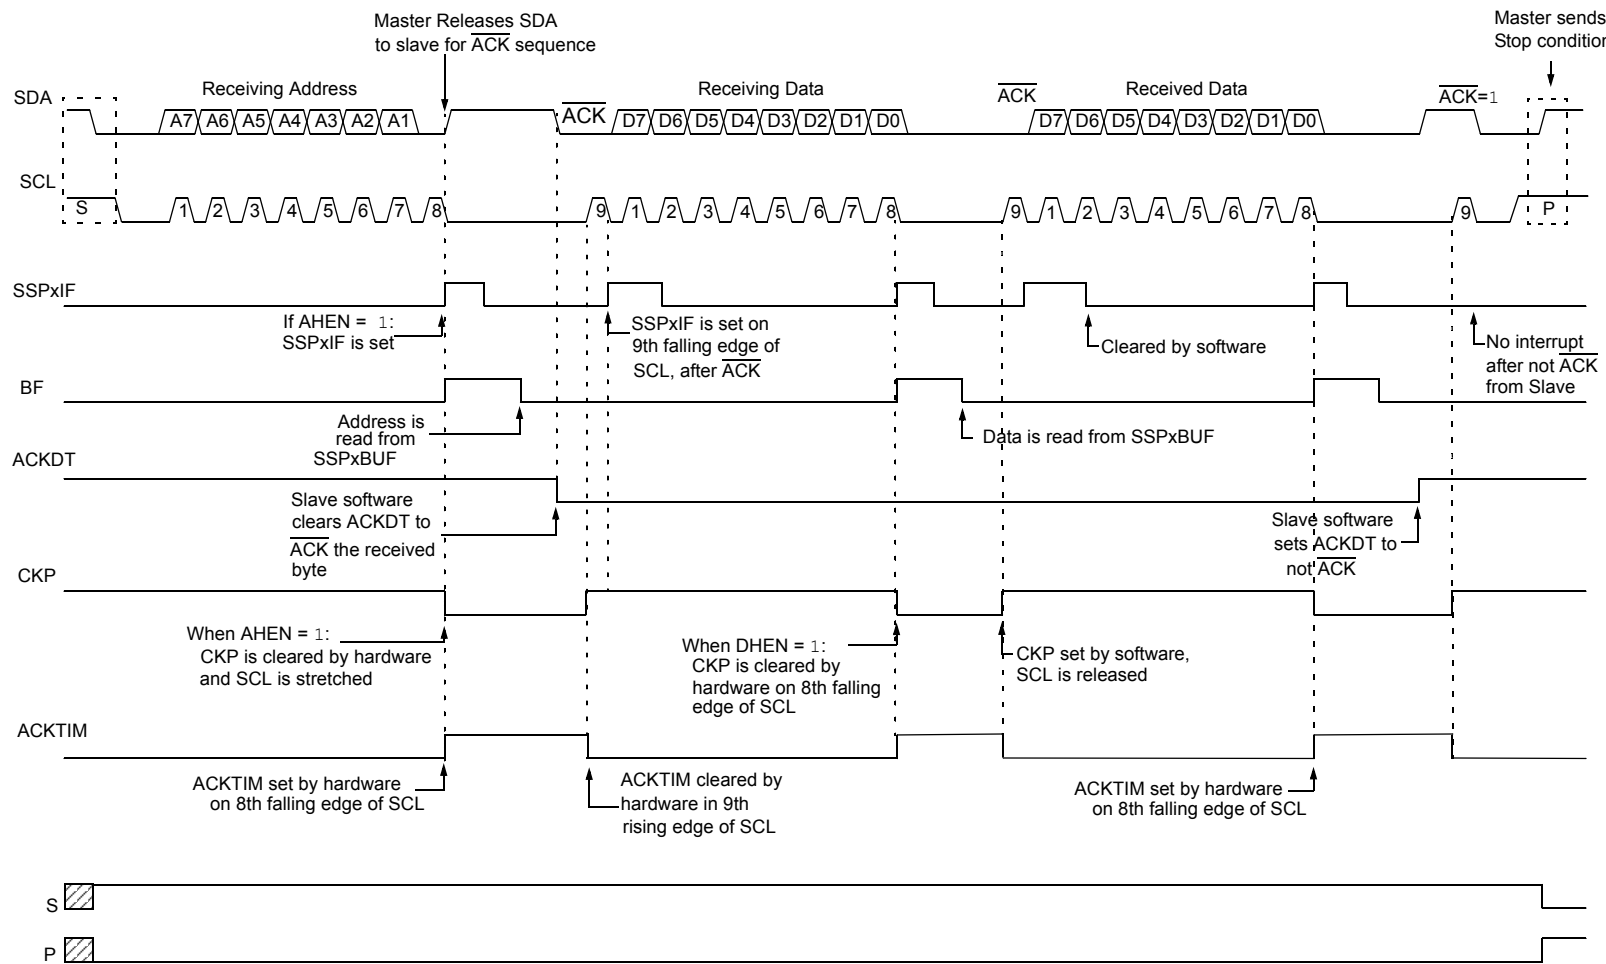 Master Releases SDA
to slave for ACK sequence
Master sends
Stop condition
SDA
Receiving Address
Receiving Data
Received Data
A7 A6 A5 A4 A3 A2 A1
ACK
D7 D6 D5 D4 D3 D2 D1 D0
ACK
D7 D6 D5 D4 D3 D2 D1 D0
ACK=1
SCL
S
1 2 3 4 5 6 7 8
9 1 2 3 4 5 6 7 8
9 1 2 3 4 5 6 7 8
9
P
SSPxIF
If AHEN = 1:
SSPxIF is set
SSPxIF is set on
9th falling edge of
SCL, after ACK
Cleared by software
No interrupt
after not ACK
from Slave
BF
Address is
read from
SSPxBUF
Data is read from SSPxBUF
ACKDT
Slave software
clears ACKDT to
ACK the received
byte
Slave software
sets ACKDT to
not ACK
CKP
When AHEN = 1:
CKP is cleared by hardware
and SCL is stretched
When DHEN = 1:
CKP is cleared by
hardware on 8th falling
edge of SCL
CKP set by software,
SCL is released
ACKTIM
ACKTIM set by hardware
on 8th falling edge of SCL
ACKTIM cleared by
hardware in 9th
rising edge of SCL
ACKTIM set by hardware
on 8th falling edge of SCL
S
P